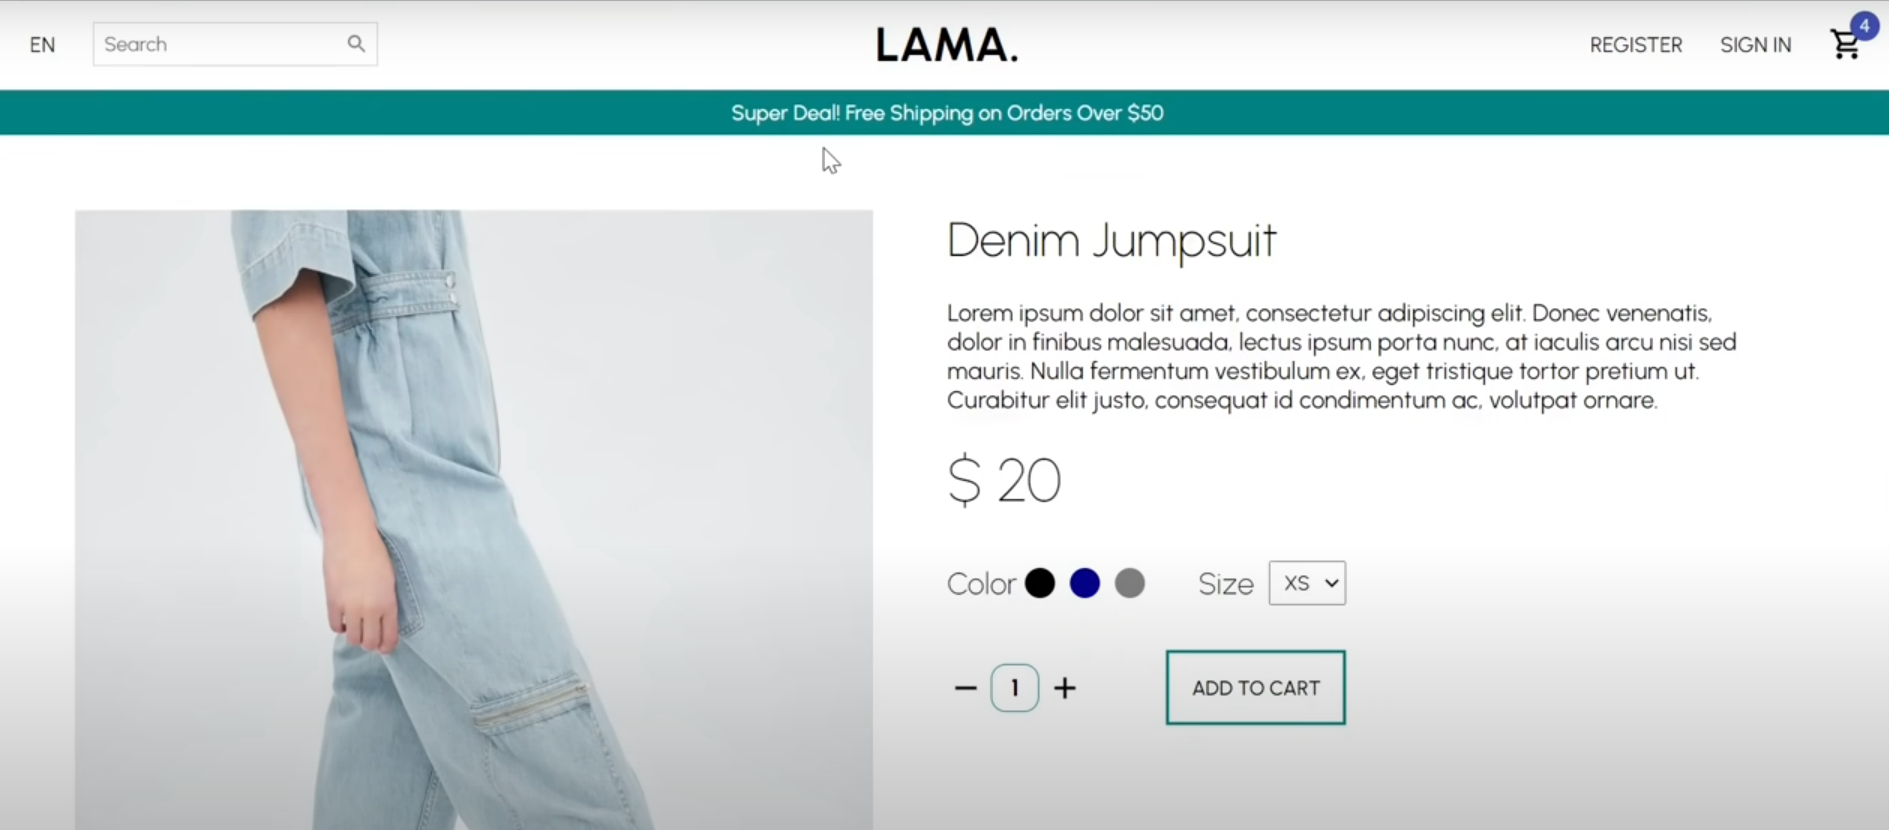 EN
Search
LAMA.
REGISTER
SIGN IN
4
Super Deal! Free Shipping on Orders Over $50
Denim Jumpsuit
Lorem ipsum dolor sit amet, consectetur adipiscing elit. Donec venenatis,
dolor in finibus malesuada, lectus ipsum porta nunc, at iaculis arcu nisi sed
mauris. Nulla fermentum vestibulum ex, eget tristique tortor pretium ut.
Curabitur elit justo, consequat id condimentum ac, volutpat ornare.
$ 20
Color
Size
XS
1
ADD TO CART